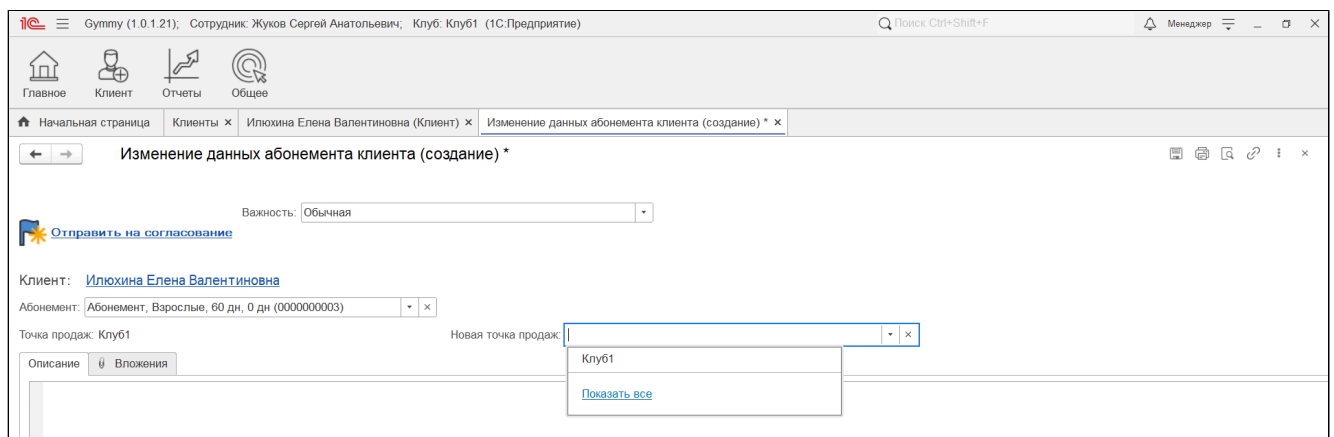 1С Gymmy (1.0.1.21); Сотрудник: Жуков Сергей Анатольевич; Клуб: Клуб1 (1С:Предприятие) Поиск Ctrl+Shift+F Менеджер
Главное Клиент Отчеты Общее
Начальная страница Клиенты × Илюхина Елена Валентиновна (Клиент) × Изменение данных абонемента клиента (создание) * ×
Изменение данных абонемента клиента (создание) *
Важность: Обычная
Отправить на согласование
Клиент: Илюхина Елена Валентиновна
Абонемент: Абонемент, Взрослые, 60 дн, 0 дн (0000000003)
Точка продаж: Клуб1 Новая точка продаж:
Клуб1
Описание Вложения
Показать все